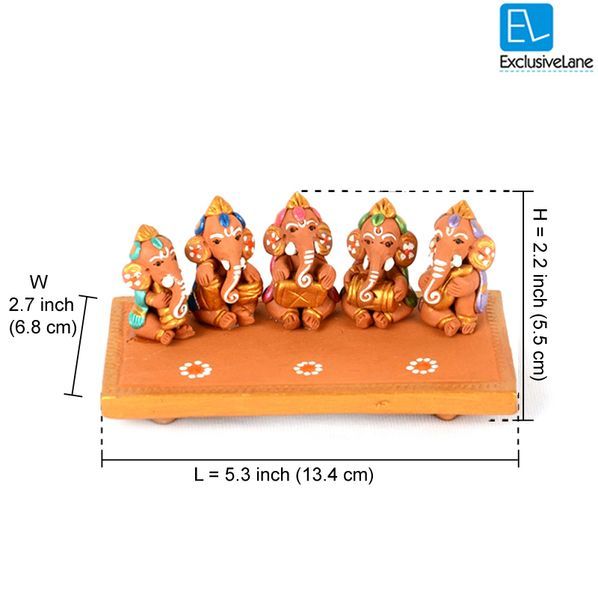 EL
ExclusiveLane
W
2.7 inch
(6.8 cm)
H = 2.2 inch
(5.5 cm)
L = 5.3 inch (13.4 cm)